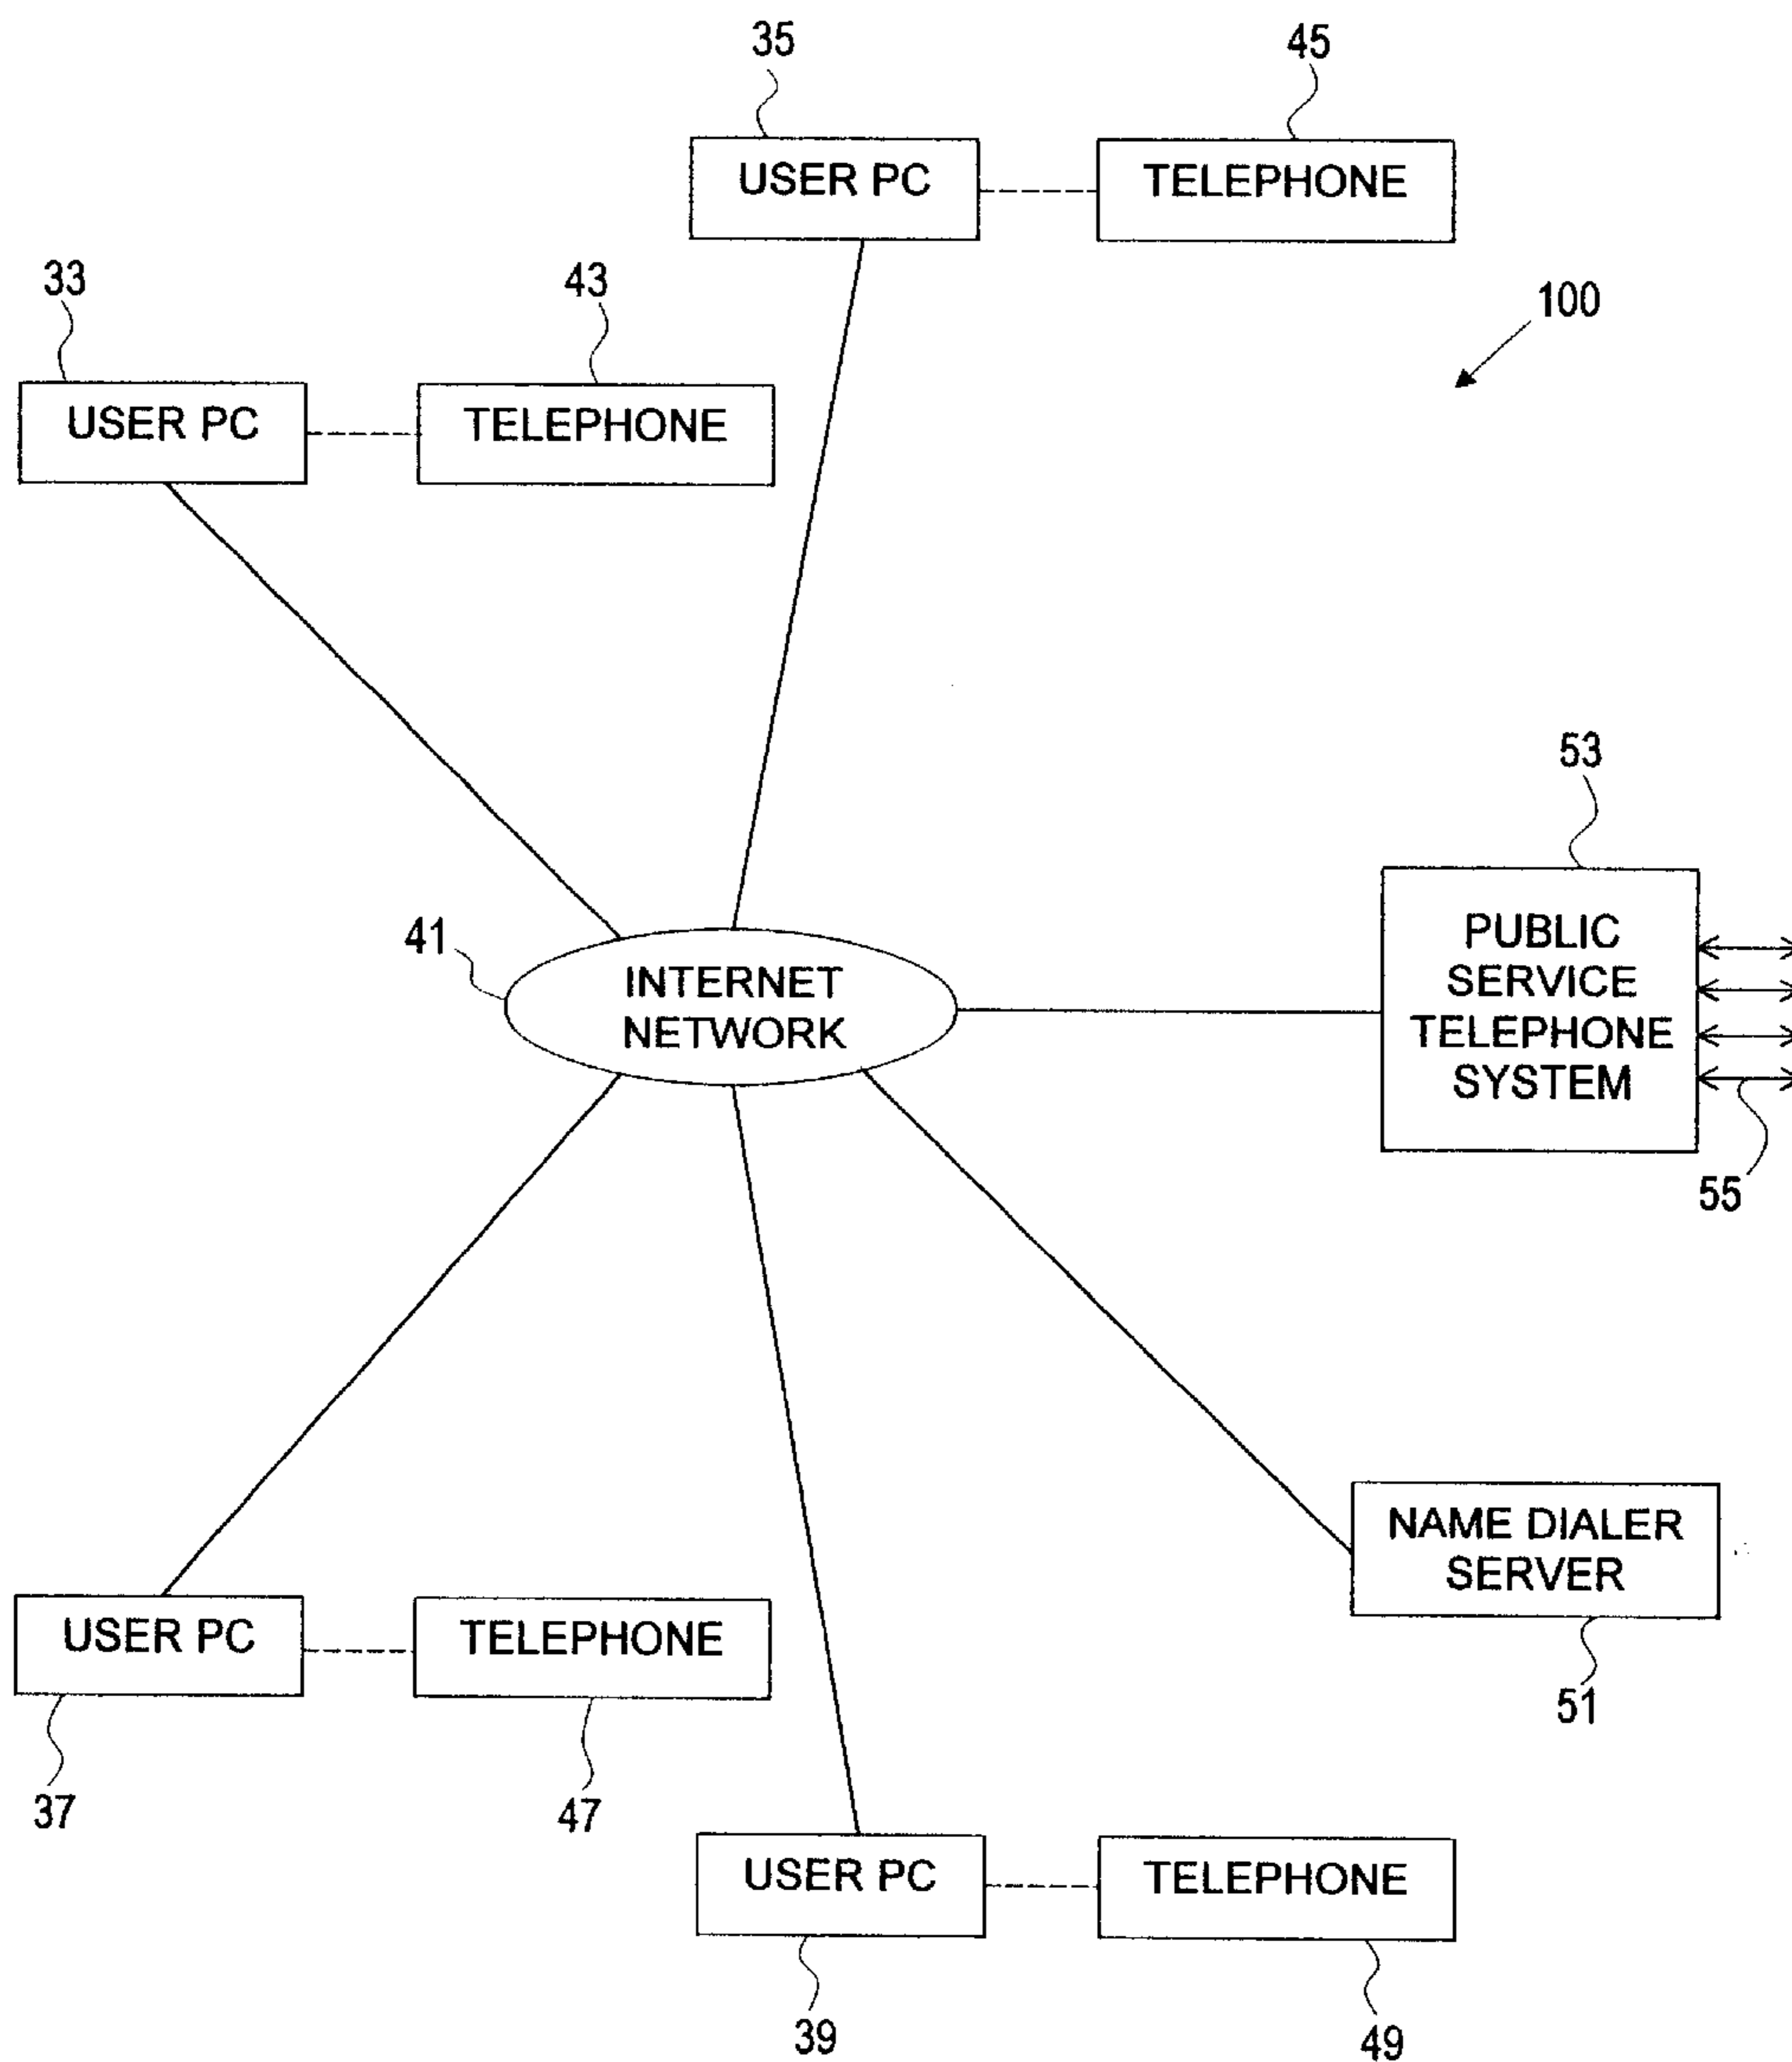 35
45
USER PC
TELEPHONE
33
43
100
USER PC
TELEPHONE
53
41
INTERNET
NETWORK
PUBLIC
SERVICE
TELEPHONE
SYSTEM
55
NAME DIALER
SERVER
51
USER PC
TELEPHONE
37
47
USER PC
TELEPHONE
39
49